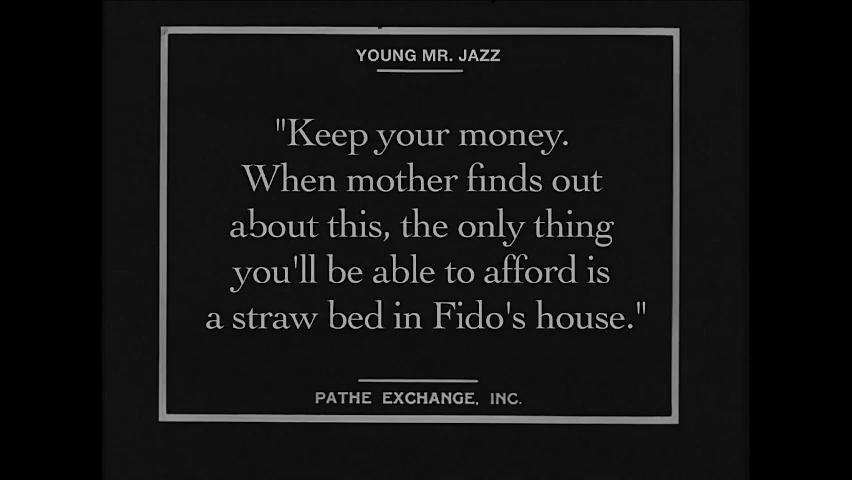 YOUNG MR. JAZZ
"Keep your money.
When mother finds out
about this, the only thing
you'll be able to afford is
a straw bed in Fido's house."
PATHE EXCHANGE, INC.